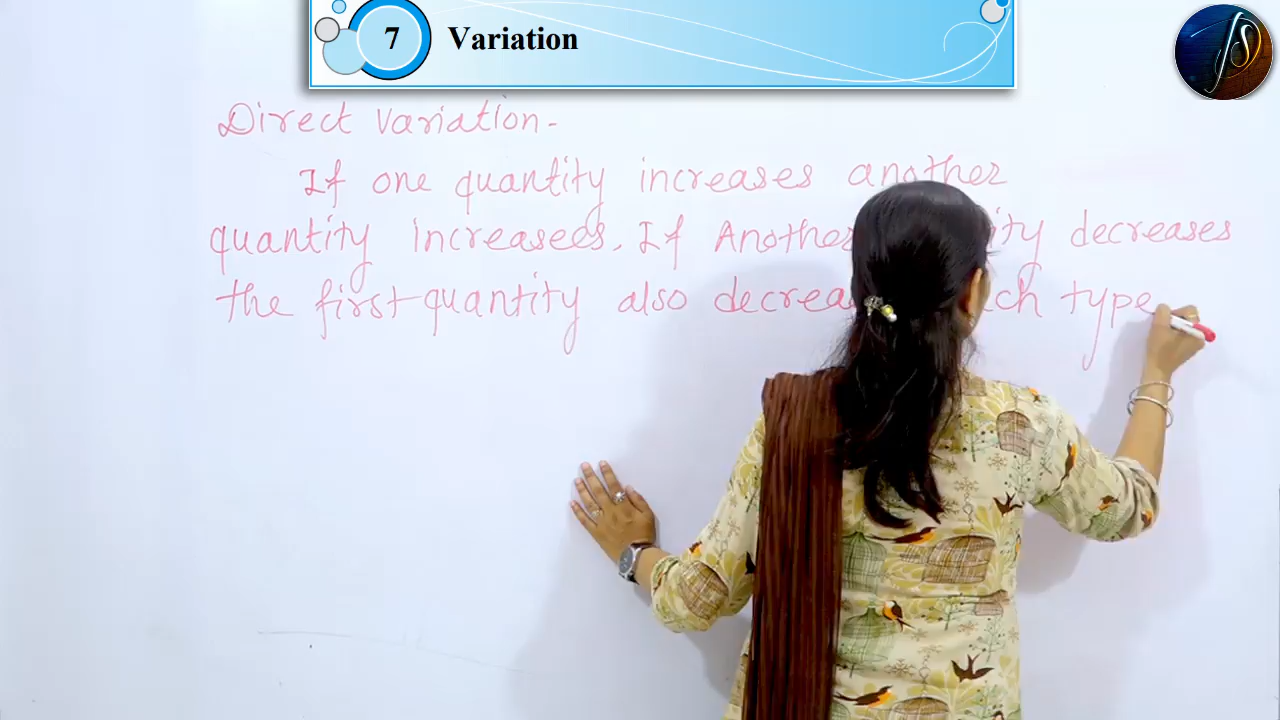 7 Variation
Direct Variation-
If one quantity increases another
quantity increasees. If Another decreases
the first quantity also type